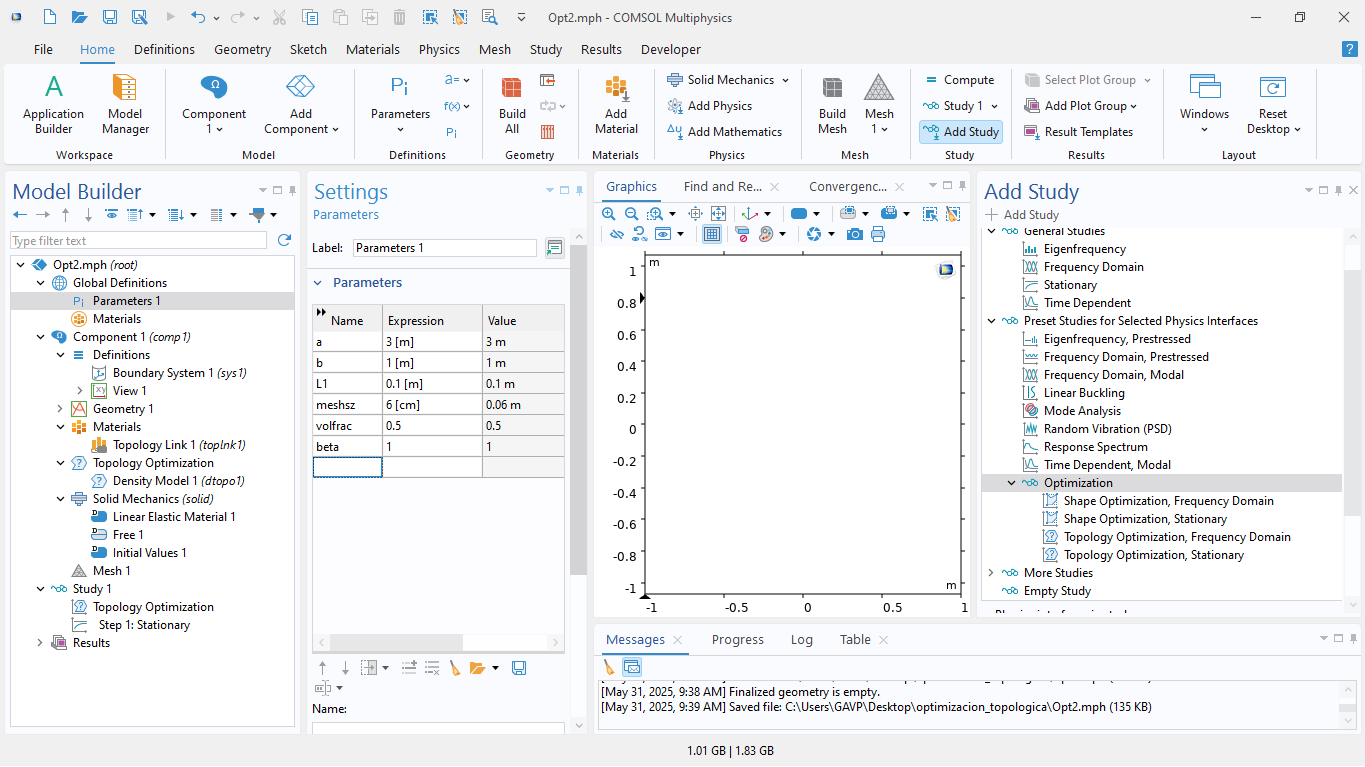 Opt2.mph - COMSOL Multiphysics
File Home Definitions Geometry Sketch Materials Physics Mesh Study Results Developer
?
Application Builder
Model Manager
Workspace
Component 1
Add Component
Model
Pi
Parameters
a=
f(x)
Pi
Definitions
Build All
Geometry
Add Material
Materials
Solid Mechanics
Add Physics
Add Mathematics
Physics
Build Mesh
Mesh 1
Mesh
Compute
Study 1
Add Study
Study
Select Plot Group
Add Plot Group
Result Templates
Results
Windows
Reset Desktop
Layout
Model Builder
Type filter text
Opt2.mph (root)
Global Definitions
Pi Parameters 1
Materials
Component 1 (comp1)
Definitions
Boundary System 1 (sys1)
View 1
Geometry 1
Materials
Topology Link 1 (toplnk1)
Topology Optimization
Density Model 1 (dtopo1)
Solid Mechanics (solid)
Linear Elastic Material 1
Free 1
Initial Values 1
Mesh 1
Study 1
Topology Optimization
Step 1: Stationary
Results
Settings
Parameters
Label: Parameters 1
Parameters
Name Expression Value
a 3 [m] 3 m
b 1 [m] 1 m
L1 0.1 [m] 0.1 m
meshsz 6 [cm] 0.06 m
volfrac 0.5 0.5
beta 1 1
Name:
Graphics Find and Re... Convergenc...
m
1
0.8
0.6
0.4
0.2
0
-0.2
-0.4
-0.6
-0.8
-1
m
-1 -0.5 0 0.5 1
Messages Progress Log Table
[May 31, 2025, 9:38 AM] Finalized geometry is empty.
[May 31, 2025, 9:39 AM] Saved file: C:\Users\GAVP\Desktop\optimizacion_topologica\Opt2.mph (135 KB)
Add Study
Add Study
General Studies
Eigenfrequency
Frequency Domain
Stationary
Time Dependent
Preset Studies for Selected Physics Interfaces
Eigenfrequency, Prestressed
Frequency Domain, Prestressed
Frequency Domain, Modal
Linear Buckling
Mode Analysis
Random Vibration (PSD)
Response Spectrum
Time Dependent, Modal
Optimization
Shape Optimization, Frequency Domain
Shape Optimization, Stationary
Topology Optimization, Frequency Domain
Topology Optimization, Stationary
More Studies
Empty Study
1.01 GB | 1.83 GB